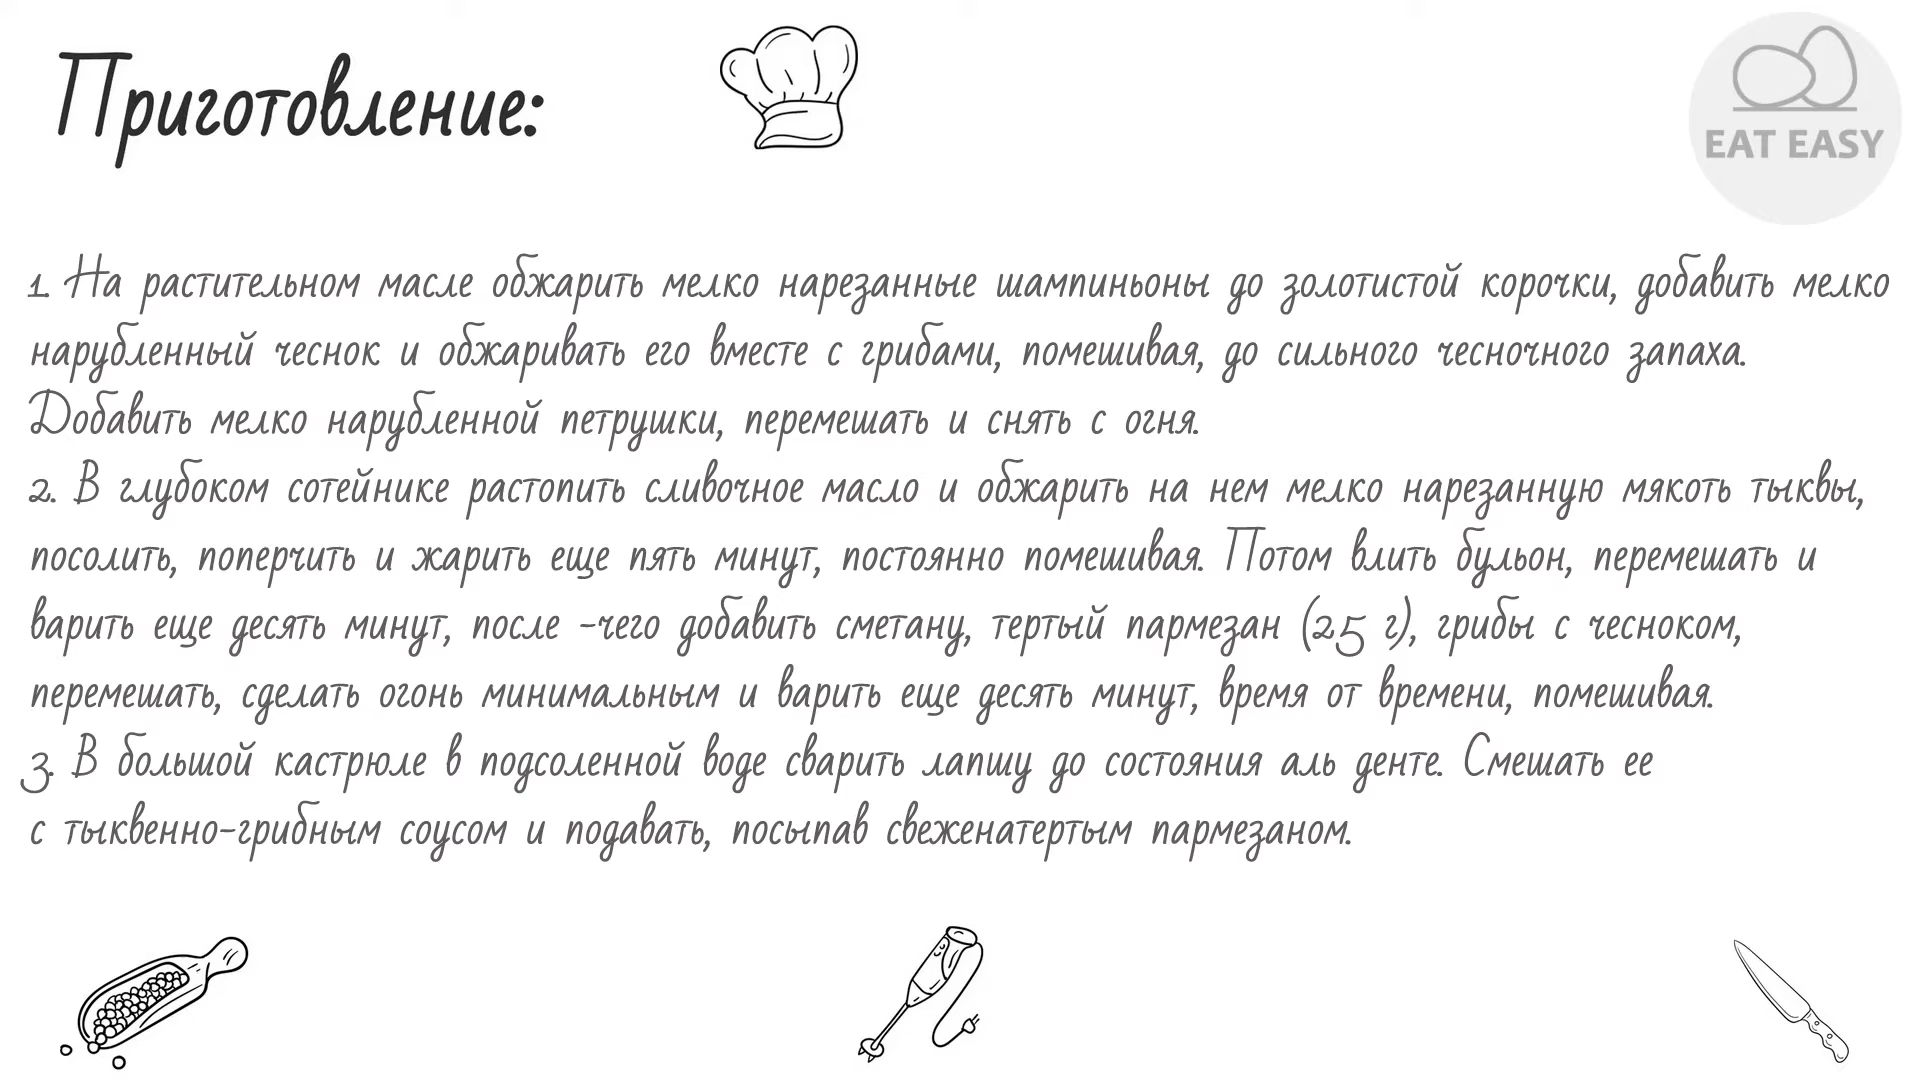 Приготовление:
EAT EASY
1. На растительном масле обжарить мелко нарезанные шампиньоны до золотистой корочки, добавить мелко
нарубленный чеснок и обжаривать его вместе с грибами, помешивая, до сильного чесночного запаха.
Добавить мелко нарубленной петрушки, перемешать и снять с огня.
2. В глубоком сотейнике растопить сливочное масло и обжарить на нем мелко нарезанную мякоть тыквы,
посолить, поперчить и жарить еще пять минут, постоянно помешивая. Потом влить бульон, перемешать и
варить еще десять минут, после -чего добавить сметану, тертый пармезан (25 г), грибы с чесноком,
перемешать, сделать огонь минимальным и варить еще десять минут, время от времени, помешивая.
3. В большой кастрюле в подсоленной воде сварить лапшу до состояния аль денте. Смешать ее
с тыквенно-грибным соусом и подавать, посыпав свеженатертым пармезаном.